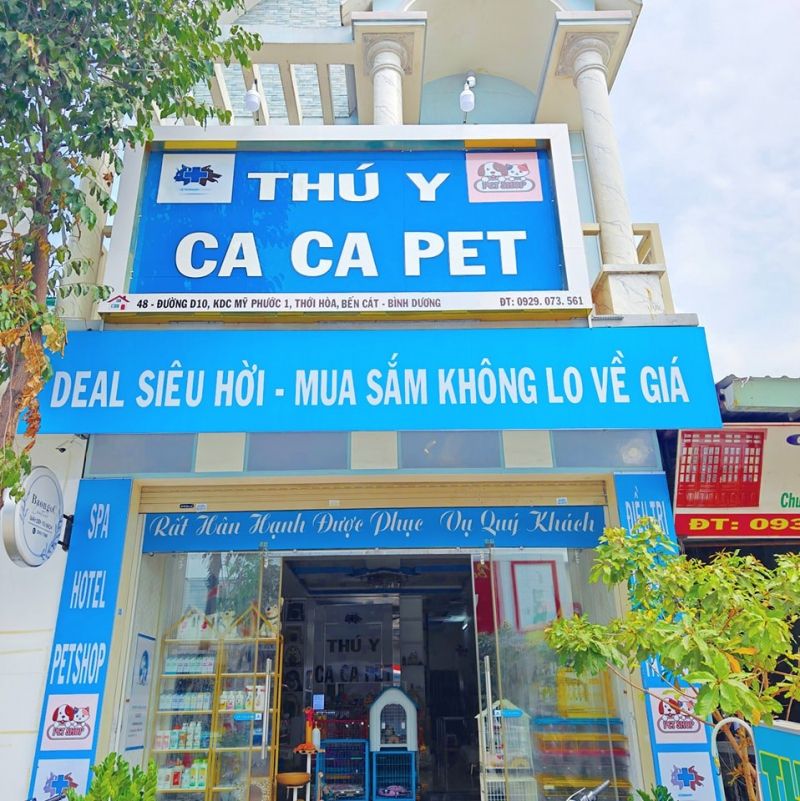 THÚ Y
PET SHOP
CA CA PET
48 - ĐƯỜNG D10, KDC MỸ PHƯỚC 1, THỚI HÒA, BẾN CÁT - BÌNH DƯƠNG
ĐT: 0929. 073. 561
DEAL SIÊU HỜI - MUA SẮM KHÔNG LO VỀ GIÁ
Rất Hân Hạnh Được Phục Vụ Quý Khách
SPA
HOTEL
PETSHOP
PET SHOP
ĐIỀU TRỊ
THÚ Y
CA CA PET
PET SHOP
ĐT: 093